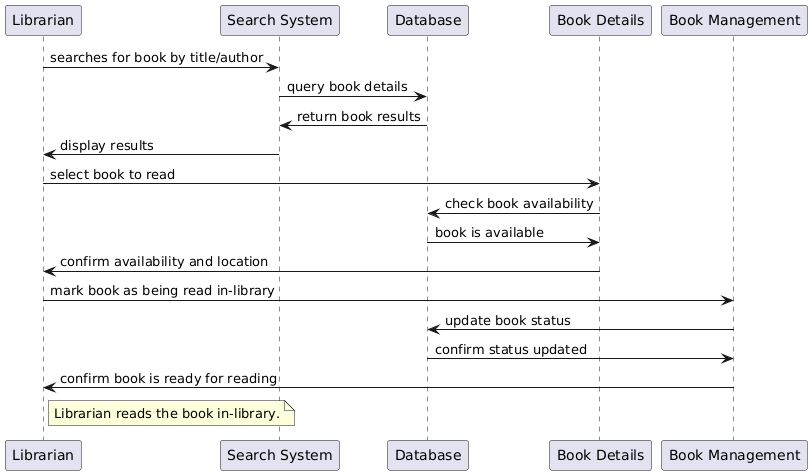 Librarian Search System Database Book Details Book Management
searches for book by title/author
query book details
return book results
display results
select book to read
check book availability
book is available
confirm availability and location
mark book as being read in-library
update book status
confirm status updated
confirm book is ready for reading
Librarian reads the book in-library.
Librarian Search System Database Book Details Book Management